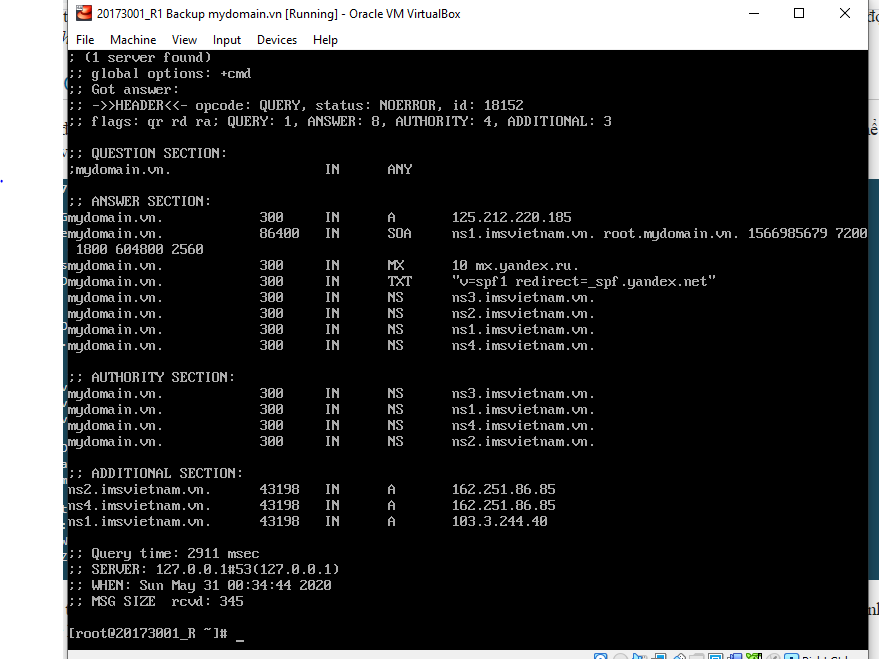 20173001_R1 Backup mydomain.vn [Running] - Oracle VM VirtualBox
File Machine View Input Devices Help
; (1 server found)
;; global options: +cmd
;; Got answer:
;; ->>HEADER<<- opcode: QUERY, status: NOERROR, id: 18152
;; flags: qr rd ra; QUERY: 1, ANSWER: 8, AUTHORITY: 4, ADDITIONAL: 3
;; QUESTION SECTION:
;mydomain.vn. IN ANY
;; ANSWER SECTION:
mydomain.vn. 300 IN A 125.212.220.185
mydomain.vn. 86400 IN SOA ns1.imsvietnam.vn. root.mydomain.vn. 1566985679 7200
1800 604800 2560
mydomain.vn. 300 IN MX 10 mx.yandex.ru.
mydomain.vn. 300 IN TXT "v=spf1 redirect=_spf.yandex.net"
mydomain.vn. 300 IN NS ns3.imsvietnam.vn.
mydomain.vn. 300 IN NS ns2.imsvietnam.vn.
mydomain.vn. 300 IN NS ns1.imsvietnam.vn.
mydomain.vn. 300 IN NS ns4.imsvietnam.vn.
;; AUTHORITY SECTION:
mydomain.vn. 300 IN NS ns3.imsvietnam.vn.
mydomain.vn. 300 IN NS ns1.imsvietnam.vn.
mydomain.vn. 300 IN NS ns4.imsvietnam.vn.
mydomain.vn. 300 IN NS ns2.imsvietnam.vn.
;; ADDITIONAL SECTION:
ns2.imsvietnam.vn. 43198 IN A 162.251.86.85
ns4.imsvietnam.vn. 43198 IN A 162.251.86.85
ns1.imsvietnam.vn. 43198 IN A 103.3.244.40
;; Query time: 2911 msec
;; SERVER: 127.0.0.1#53(127.0.0.1)
;; WHEN: Sun May 31 00:34:44 2020
;; MSG SIZE rcvd: 345
[root@20173001_R ~]# _